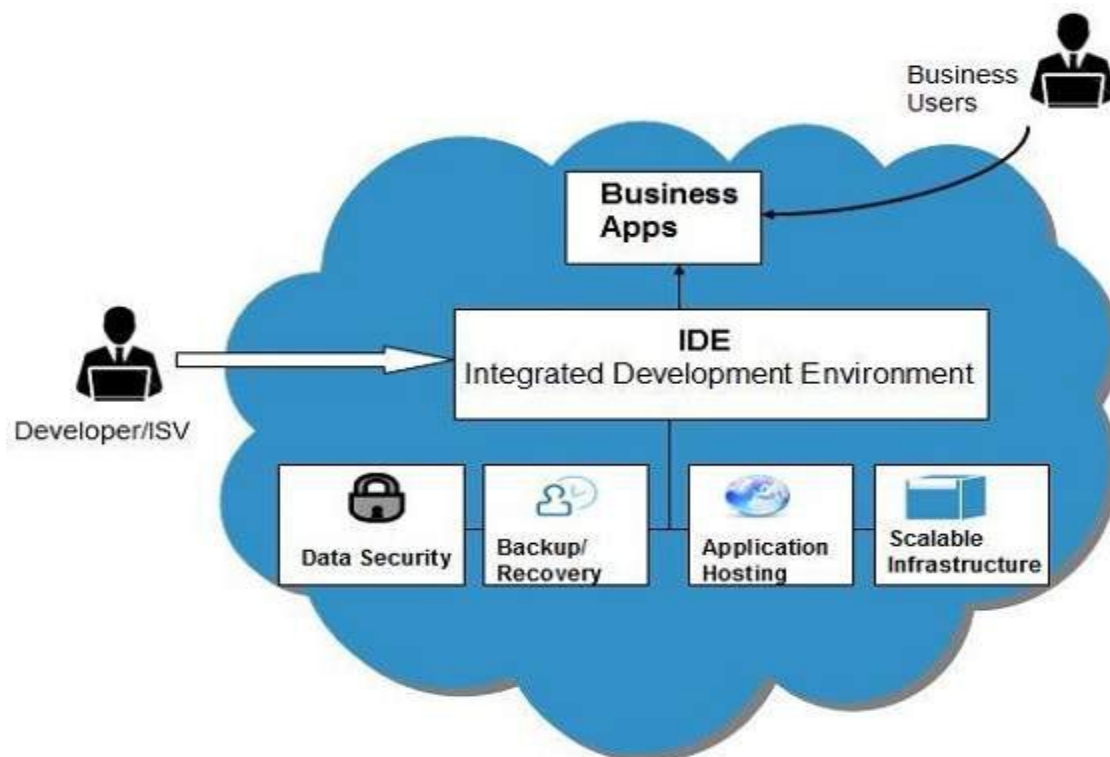 Business
Users
Business
Apps
IDE
Integrated Development Environment
Developer/ISV
Data Security
Backup/
Recovery
Application
Hosting
Scalable
Infrastructure